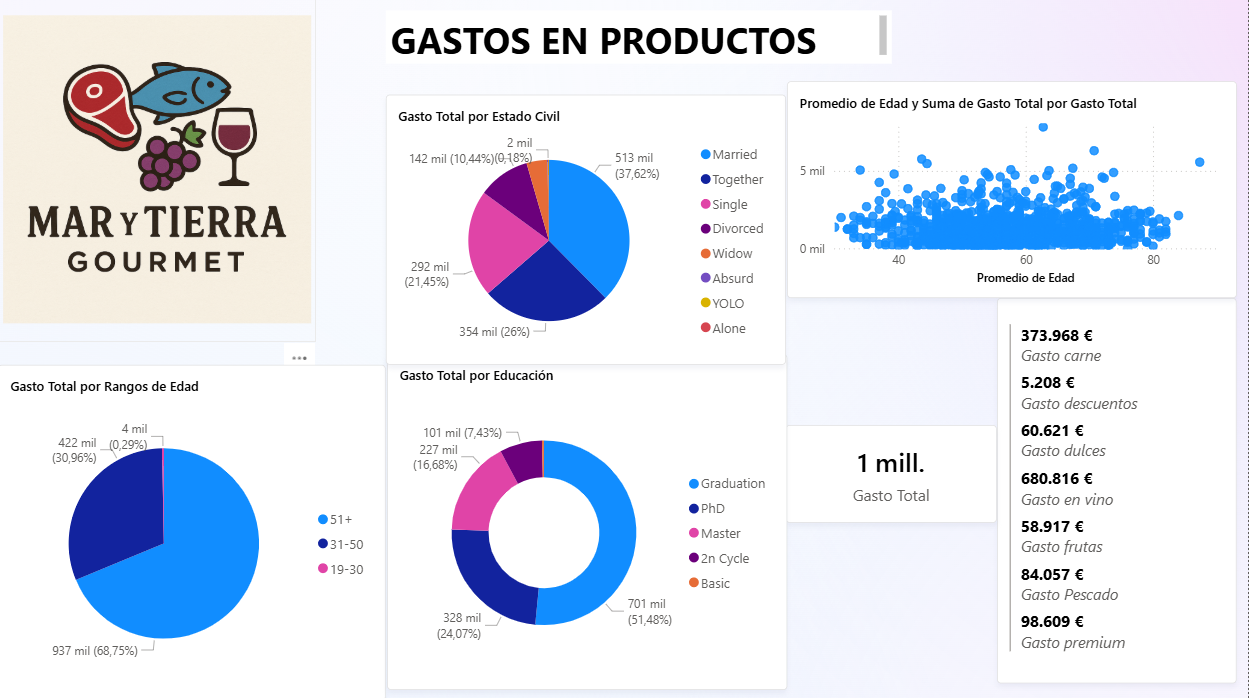 MAR Y TIERRA
GOURMET
GASTOS EN PRODUCTOS
Gasto Total por Estado Civil
2 mil
(0,18%)
142 mil (10,44%)
513 mil
(37,62%)
292 mil
(21,45%)
354 mil (26%)
Married
Together
Single
Divorced
Widow
Absurd
YOLO
Alone
Promedio de Edad y Suma de Gasto Total por Gasto Total
5 mil
0 mil
40
60
80
Promedio de Edad
Gasto Total por Rangos de Edad
4 mil
(0,29%)
422 mil
(30,96%)
937 mil (68,75%)
51+
31-50
19-30
Gasto Total por Educación
101 mil (7,43%)
227 mil
(16,68%)
328 mil
(24,07%)
701 mil
(51,48%)
Graduation
PhD
Master
2n Cycle
Basic
1 mill.
Gasto Total
373.968 €
Gasto carne
5.208 €
Gasto descuentos
60.621 €
Gasto dulces
680.816 €
Gasto en vino
58.917 €
Gasto frutas
84.057 €
Gasto Pescado
98.609 €
Gasto premium